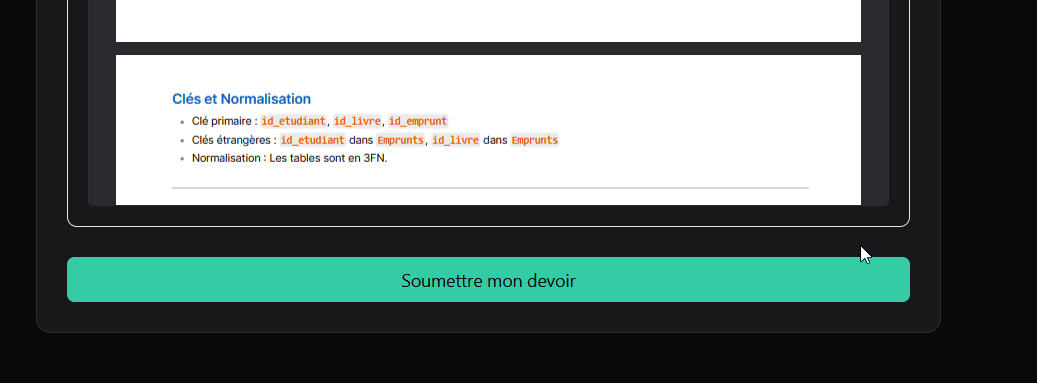 Clés et Normalisation
• Clé primaire : id_etudiant, id_livre, id_emprunt
• Clés étrangères : id_etudiant dans Emprunts, id_livre dans Emprunts
• Normalisation : Les tables sont en 3FN.
Soumettre mon devoir